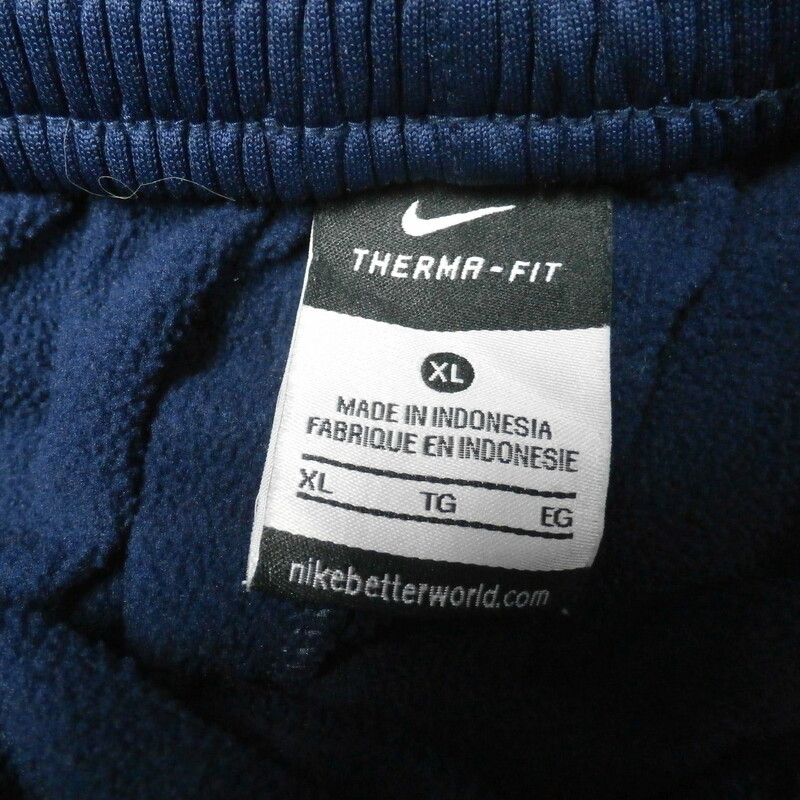 THERMA-FIT
XL
MADE IN INDONESIA
FABRIQUE EN INDONESIE
XL TG EG
nikebetterworld.com